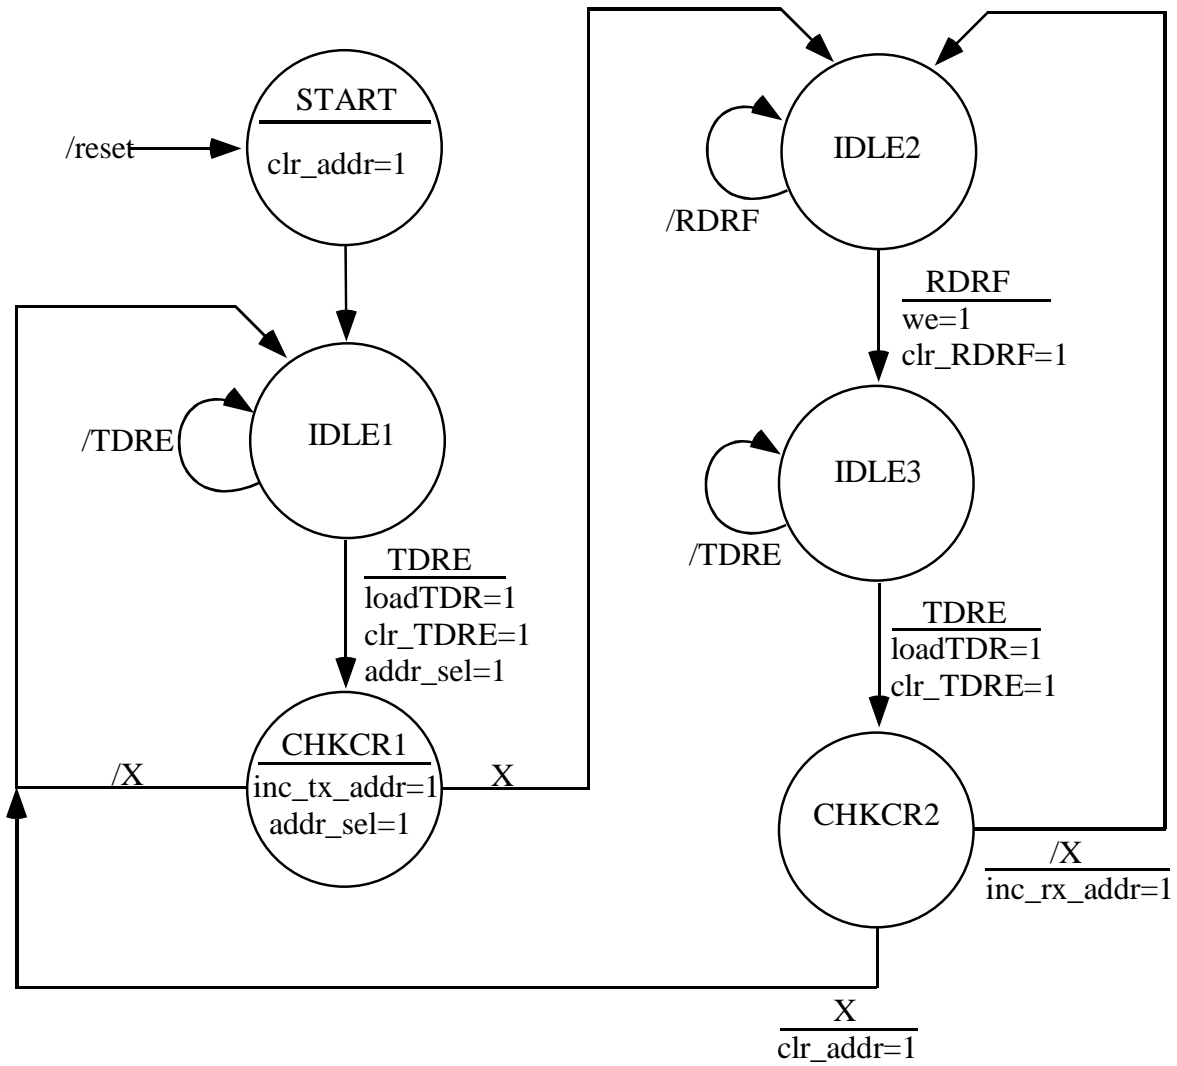 START
/reset
clr_addr=1
IDLE2
/RDRF
RDRF
we=1
clr_RDRF=1
IDLE1
/TDRE
IDLE3
/TDRE
TDRE
loadTDR=1
clr_TDRE=1
addr_sel=1
TDRE
loadTDR=1
clr_TDRE=1
CHKCR1
inc_tx_addr=1
addr_sel=1
/X
X
CHKCR2
/X
inc_rx_addr=1
X
clr_addr=1